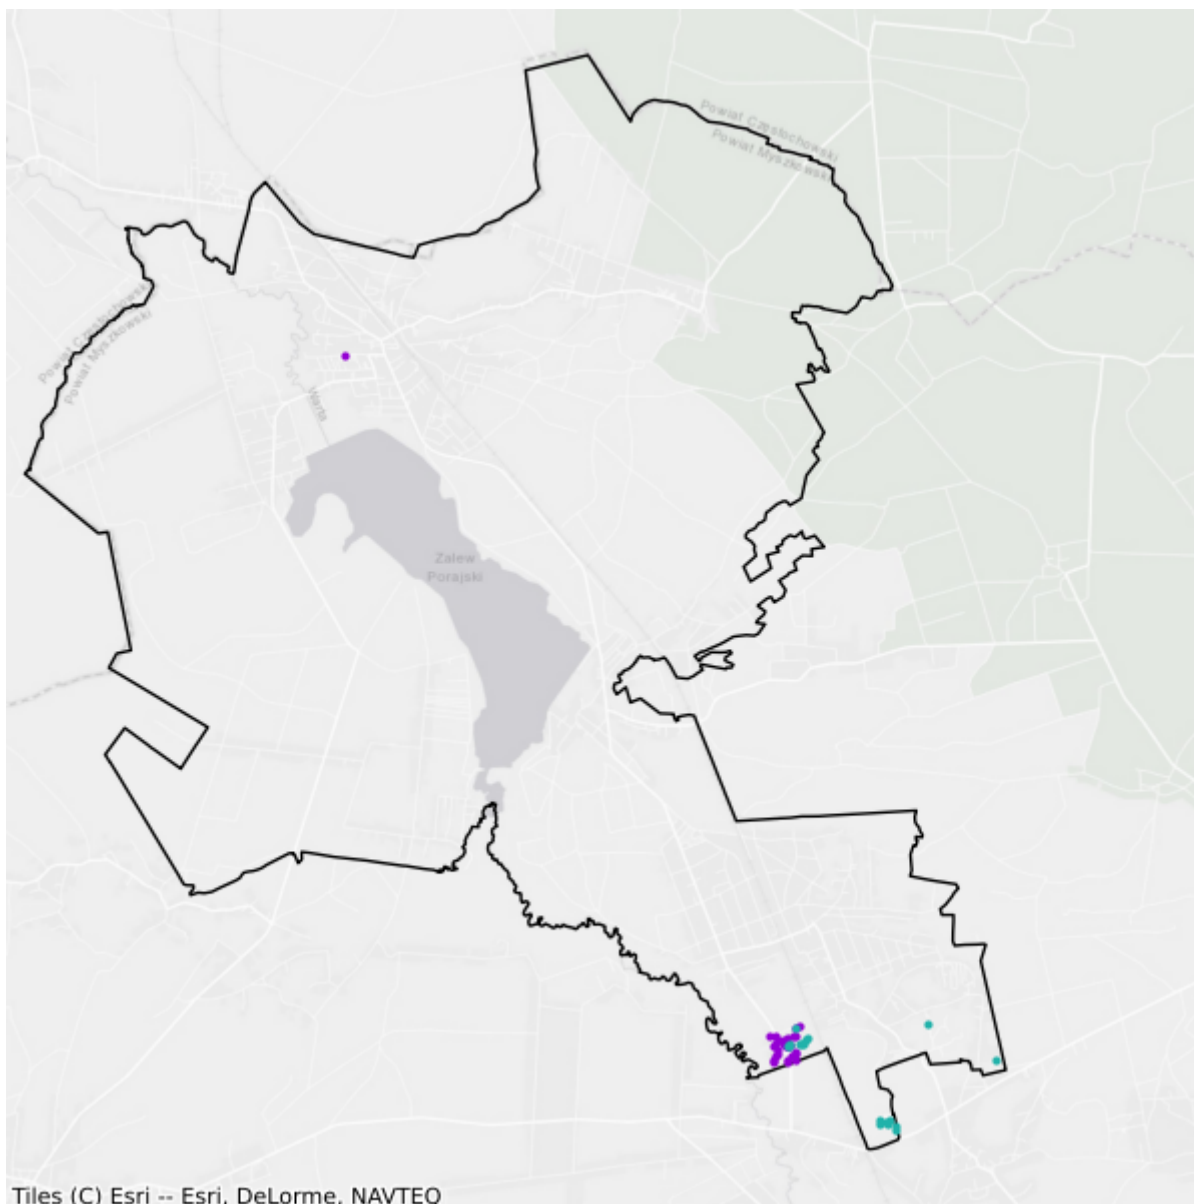 Powiat Częstochowski
Powiat Myszkowski
Powiat Częstochowski
Powiat Myszkowski
Warta
Zalew
Porajski
Tiles (C) Esri -- Esri, DeLorme, NAVTEQ